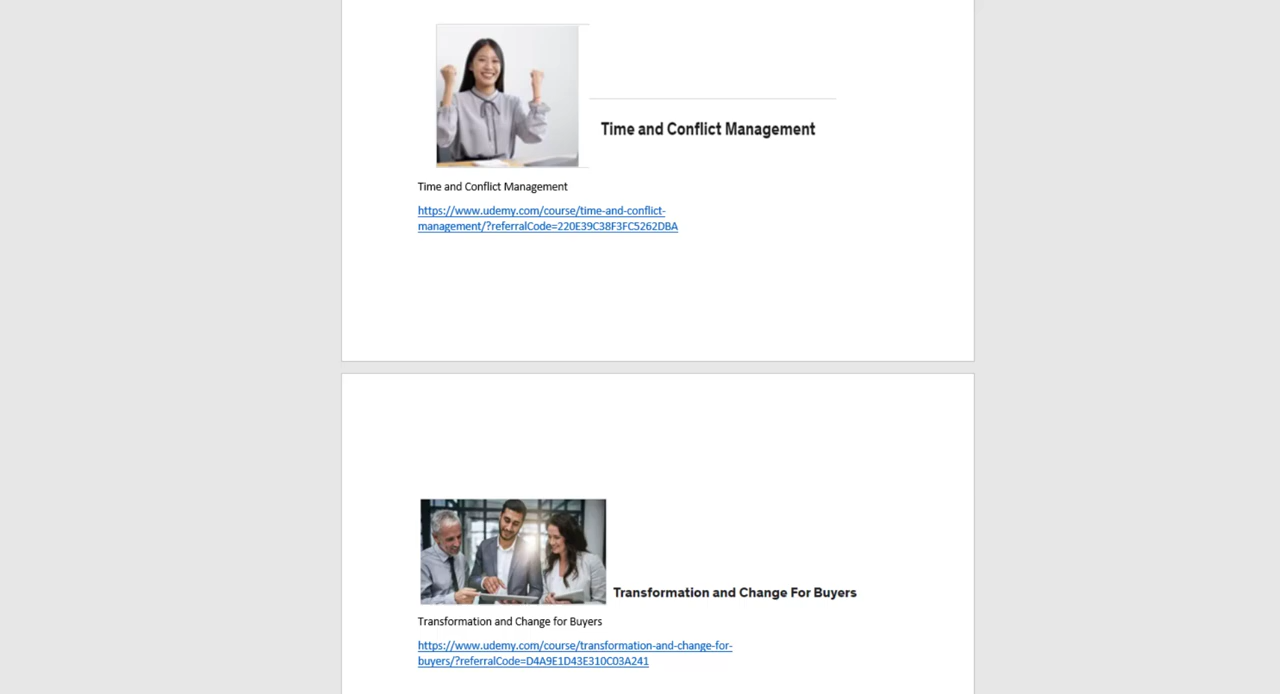 Time and Conflict Management
Time and Conflict Management
https://www.udemy.com/course/time-and-conflict-
management/?referralCode=220E39C38F3FC5262DBA
Transformation and Change For Buyers
Transformation and Change for Buyers
https://www.udemy.com/course/transformation-and-change-for-
buyers/?referralCode=D4A9E1D43E310C03A241